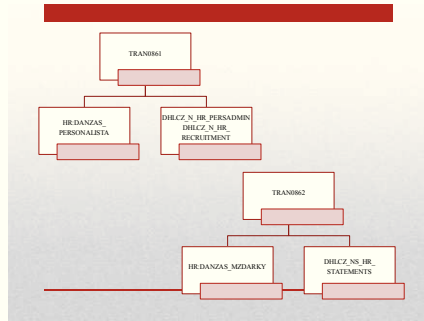 TRAN0861
HR:DANZAS_
PERSONALISTA
DHLCZ_N_HR_PERSADMIN
DHLCZ_N_HR_
RECRUITMENT
TRAN0862
HR:DANZAS_MZDARKY
DHLCZ_NS_HR_
STATEMENTS